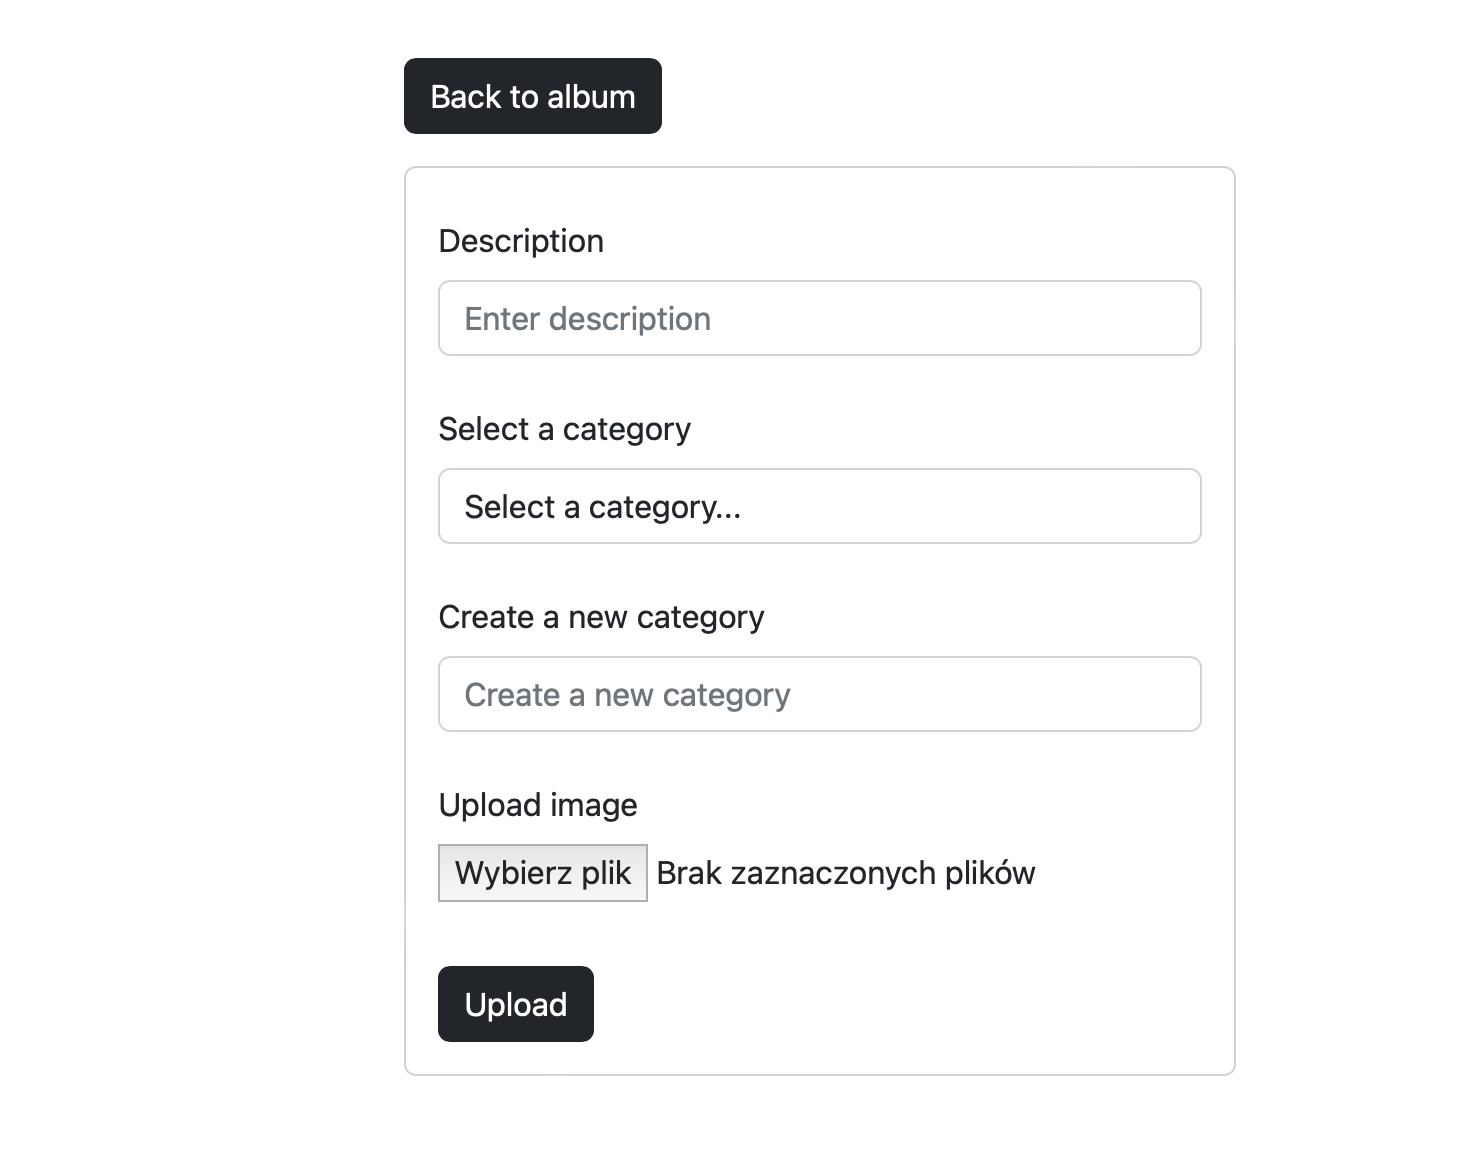 Back to album
Description
Enter description
Select a category
Select a category...
Create a new category
Create a new category
Upload image
Wybierz plik Brak zaznaczonych plików
Upload